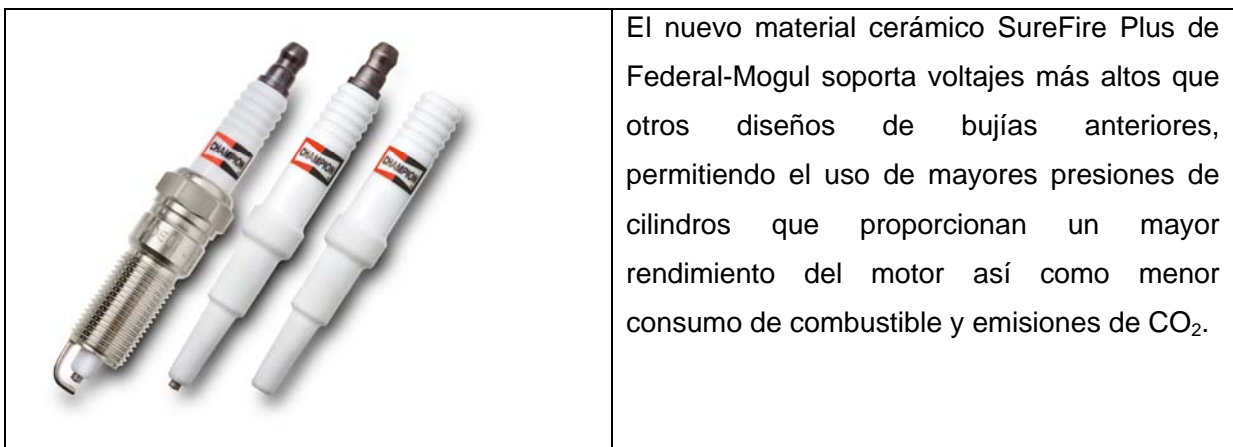 CHAMPION
CHAMPION
CHAMPION
El nuevo material cerámico SureFire Plus de
Federal-Mogul soporta voltajes más altos que
otros diseños de bujías anteriores,
permitiendo el uso de mayores presiones de
cilindros que proporcionan un mayor
rendimiento del motor así como menor
consumo de combustible y emisiones de CO₂.